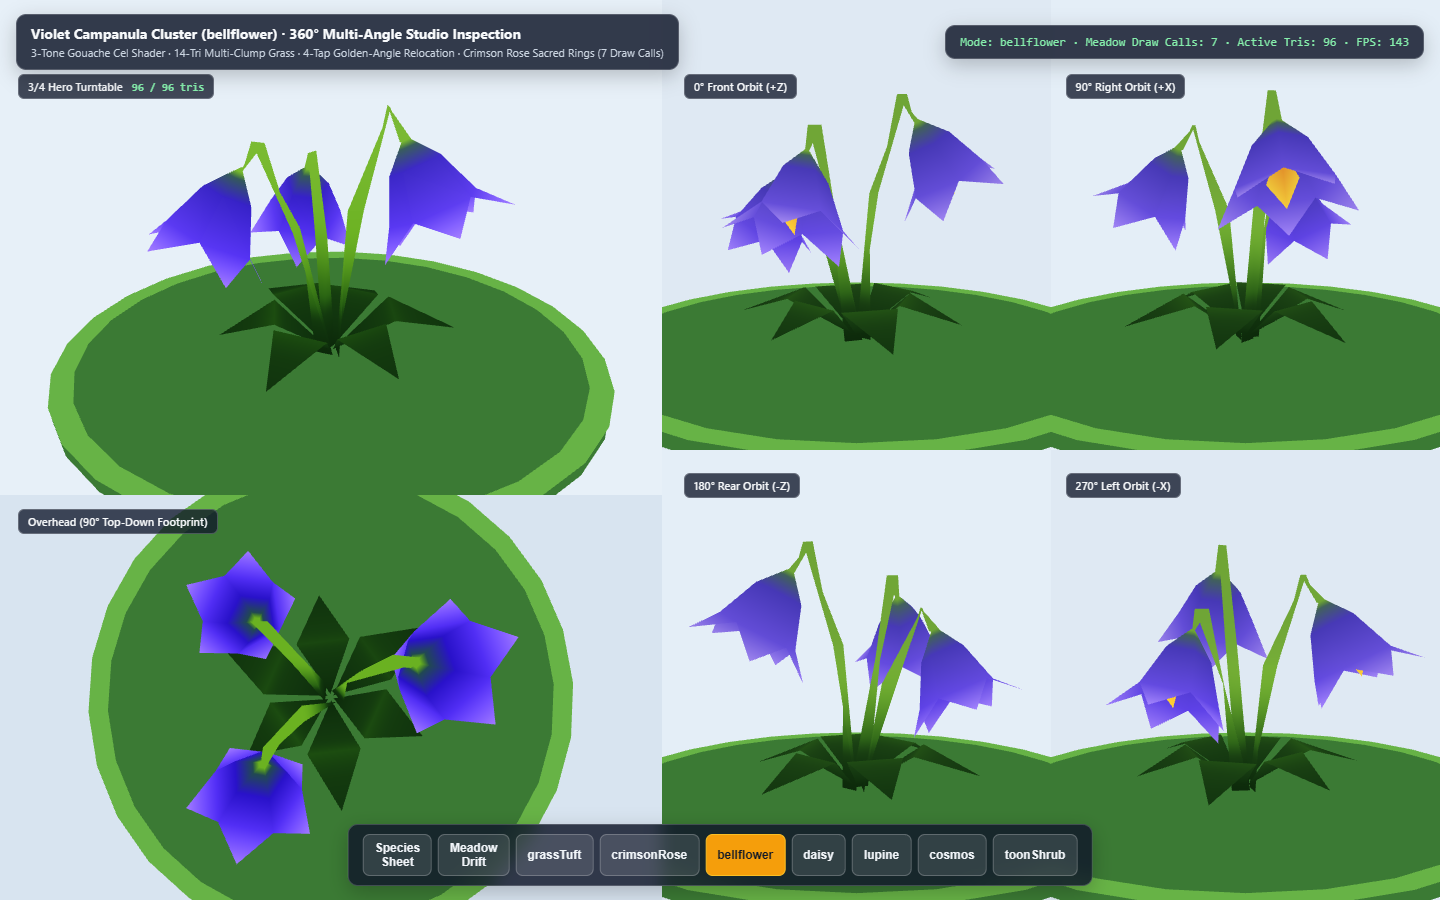 Violet Campanula Cluster (bellflower) · 360° Multi-Angle Studio Inspection
3-Tone Gouache Cel Shader · 14-Tri Multi-Clump Grass · 4-Tap Golden-Angle Relocation · Crimson Rose Sacred Rings (7 Draw Calls)
Mode: bellflower · Meadow Draw Calls: 7 · Active Tris: 96 · FPS: 143
3/4 Hero Turntable 96 / 96 tris
0° Front Orbit (+Z)
90° Right Orbit (+X)
180° Rear Orbit (-Z)
270° Left Orbit (-X)
Overhead (90° Top-Down Footprint)
Species
Sheet
Meadow
Drift
grassTuft
crimsonRose
bellflower
daisy
lupine
cosmos
toonShrub